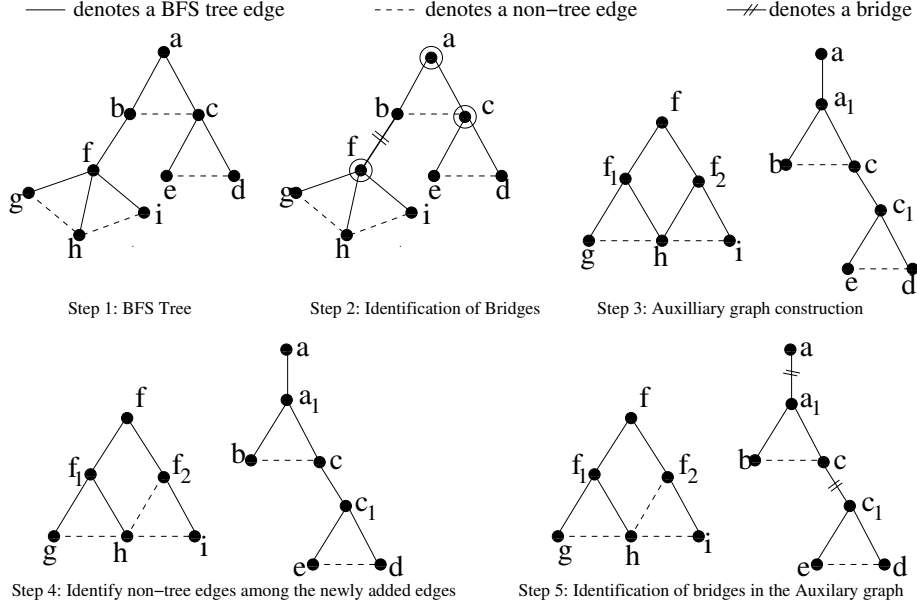 denotes a BFS tree edge denotes a non-tree edge denotes a bridge
a
b c
f
g e d
h i
Step 1: BFS Tree
a
b c
f
g e d
h i
Step 2: Identification of Bridges
a
f a1
f1 f2 b c
c1
g h i e d
Step 3: Auxilliary graph construction
a
f a1
f1 f2 b c
c1
g h i e d
Step 4: Identify non-tree edges among the newly added edges
a
f a1
f1 f2 b c
c1
g h i e d
Step 5: Identification of bridges in the Auxilary graph